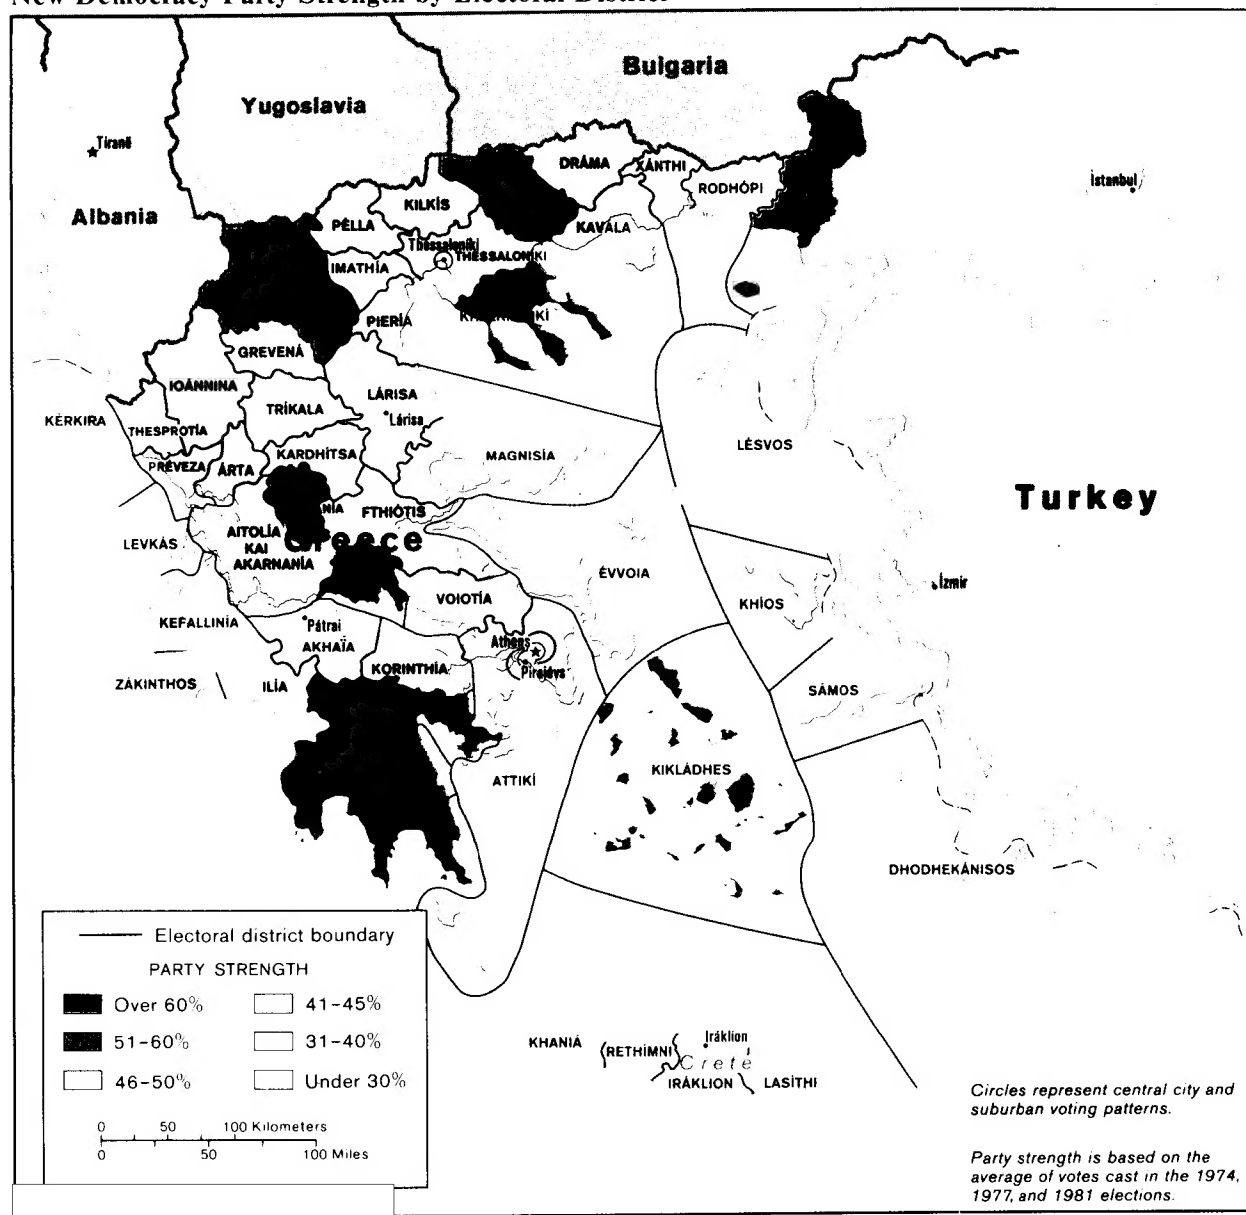 New Democracy Party Strength by Electoral District
Bulgaria
Yugoslavia
Tiranë
Albania
DRÁMA
XÁNTHI
RODHÓPI
İstanbul
KILKÍS
PÉLLA
KAVÁLA
Thessaloníki
THESSALONÍKI
IMATHÍA
PIERÍA
GREVENÁ
IOÁNNINA
LÁRISA
TRÍKALA
Lárisa
KÉRKIRA
THESPROTÍA
LÉSVOS
KARDHÍTSA
MAGNISÍA
PRÉVEZA
ÁRTA
Turkey
FTHIÓTIS
AITOLÍA
KAI
AKARNANÍA
Greece
LEVKÁS
ÉVVOIA
İzmir
VOIOTÍA
KHÍOS
KEFALLINÍA
Pátrai
AKHAÏA
Athens
Piraiévs
KORINTHÍA
ZÁKINTHOS
ILÍA
SÁMOS
ATTIKÍ
KIKLÁDHES
DHODHEKÁNISOS
Electoral district boundary
PARTY STRENGTH
Over 60% 41-45%
51-60% 31-40%
46-50% Under 30%
0 50 100 Kilometers
0 50 100 Miles
KHANIÁ
RETHÍMNI
Iráklion
Crete
IRÁKLION
LASÍTHI
Circles represent central city and
suburban voting patterns.
Party strength is based on the
average of votes cast in the 1974,
1977, and 1981 elections.